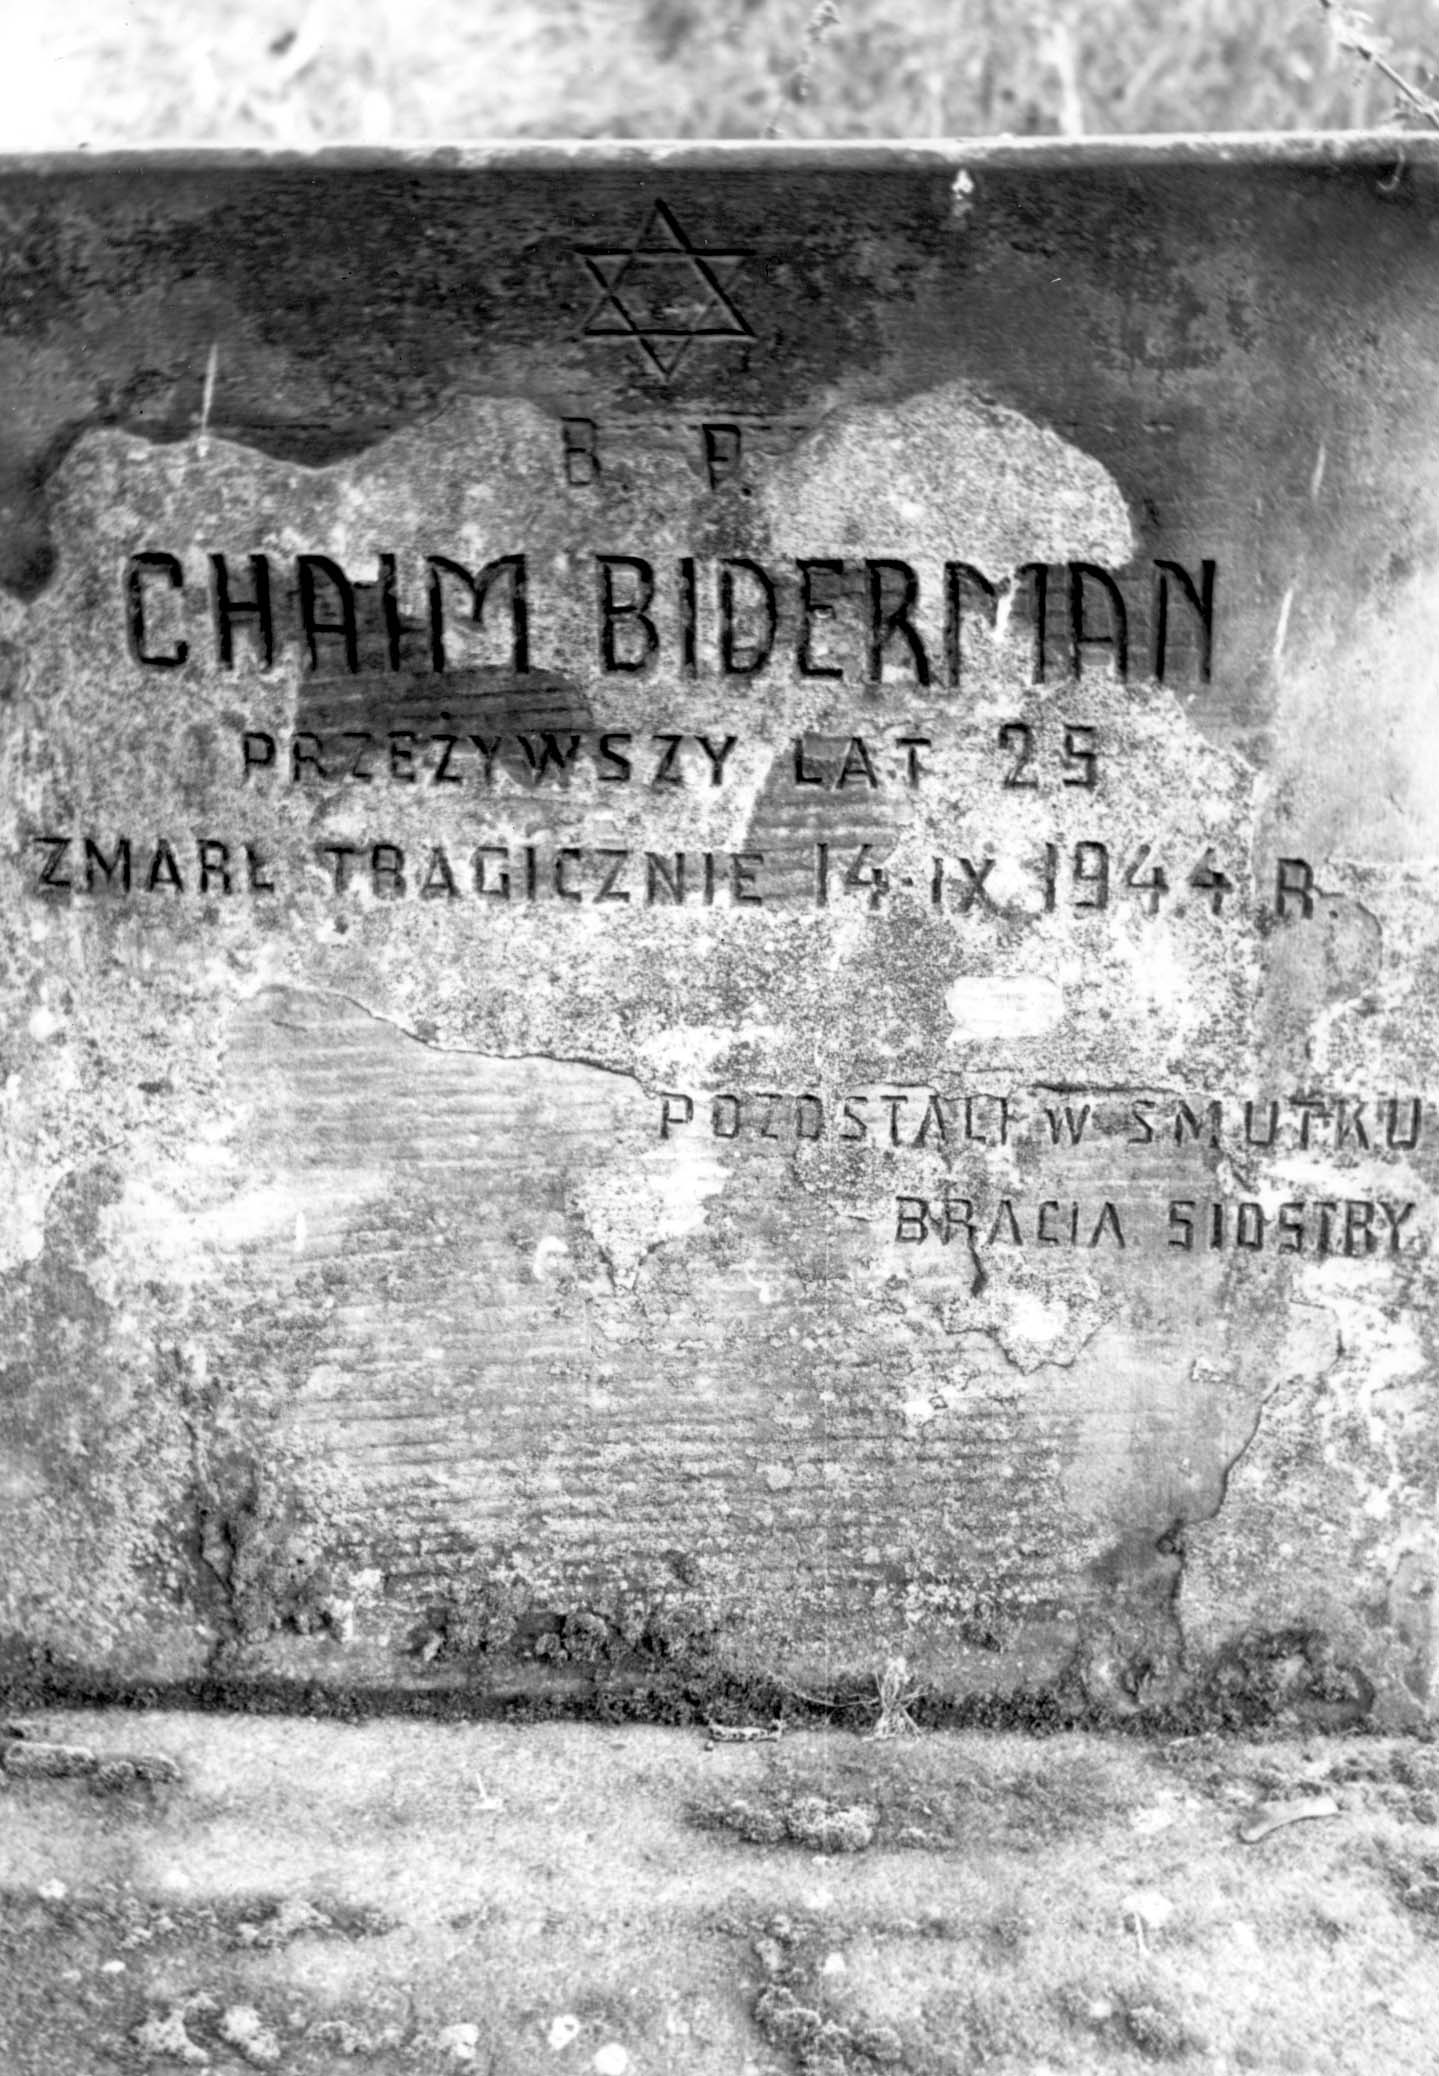 B. P.
CHAIM BIDERMAN
PRZEŻYWSZY LAT 25
ZMARŁ TRAGICZNIE 14.IX 1944 R.
POZOSTALI W SMUTKU
BRACIA SIOSTRY